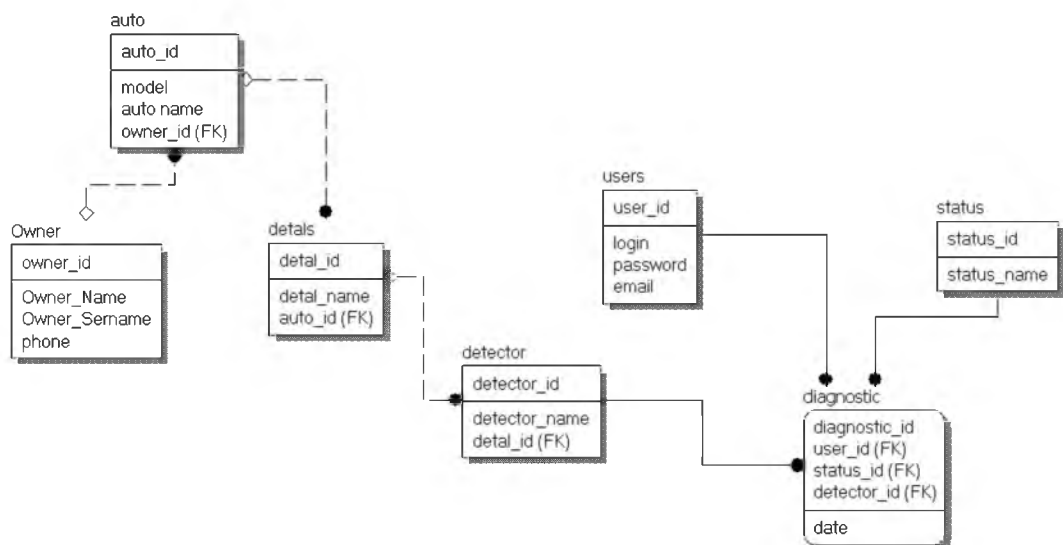 auto
auto_id
model
auto name
owner_id (FK)
Owner
owner_id
Owner_Name
Owner_Sername
phone
detals
detal_id
detal_name
auto_id (FK)
detector
detector_id
detector_name
detal_id (FK)
users
user_id
login
password
email
status
status_id
status_name
diagnostic
diagnostic_id
user_id (FK)
status_id (FK)
detector_id (FK)
date